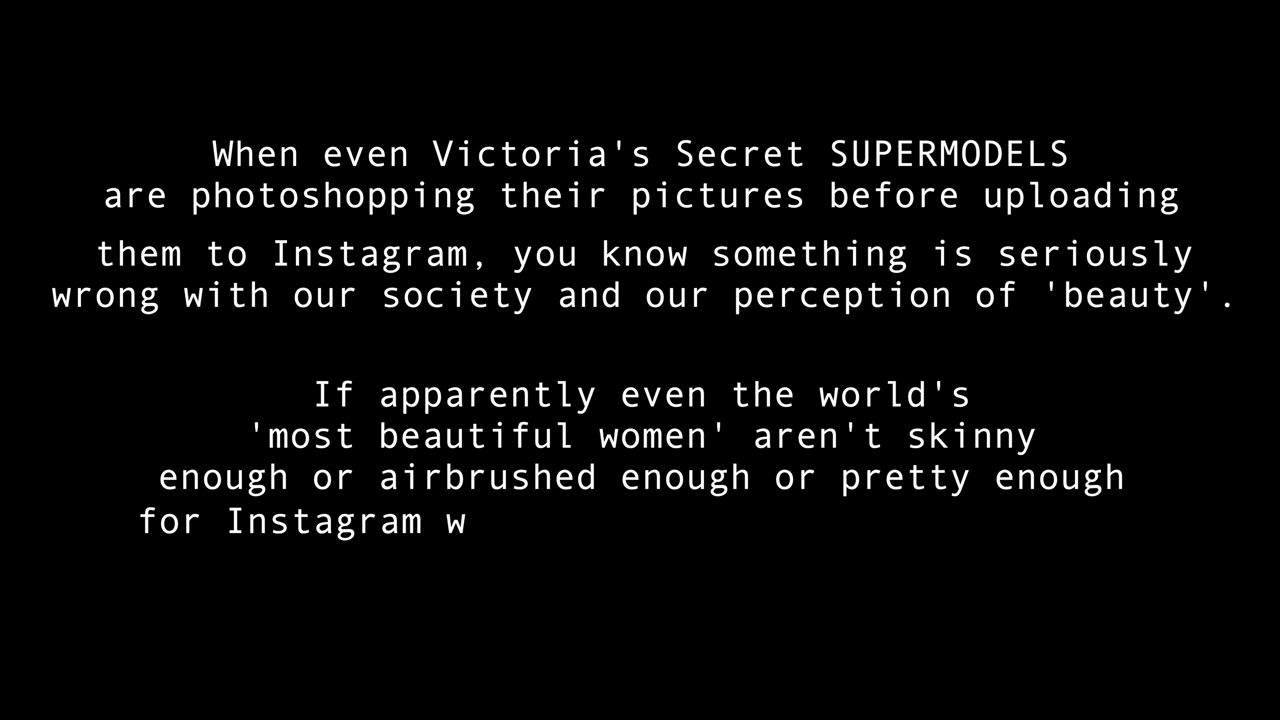 When even Victoria's Secret SUPERMODELS
are photoshopping their pictures before uploading
them to Instagram, you know something is seriously
wrong with our society and our perception of 'beauty'.
If apparently even the world's
'most beautiful women' aren't skinny
enough or airbrushed enough or pretty enough
for Instagram w